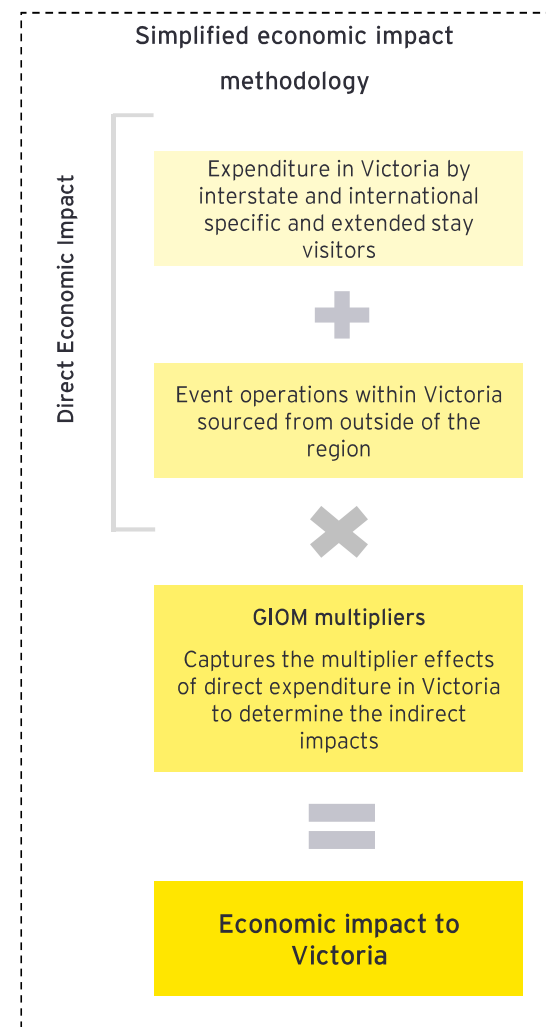 Simplified economic impact
methodology
Direct Economic Impact
Expenditure in Victoria by
interstate and international
specific and extended stay
visitors
Event operations within Victoria
sourced from outside of the
region
GIOM multipliers
Captures the multiplier effects
of direct expenditure in Victoria
to determine the indirect
impacts
Economic impact to
Victoria